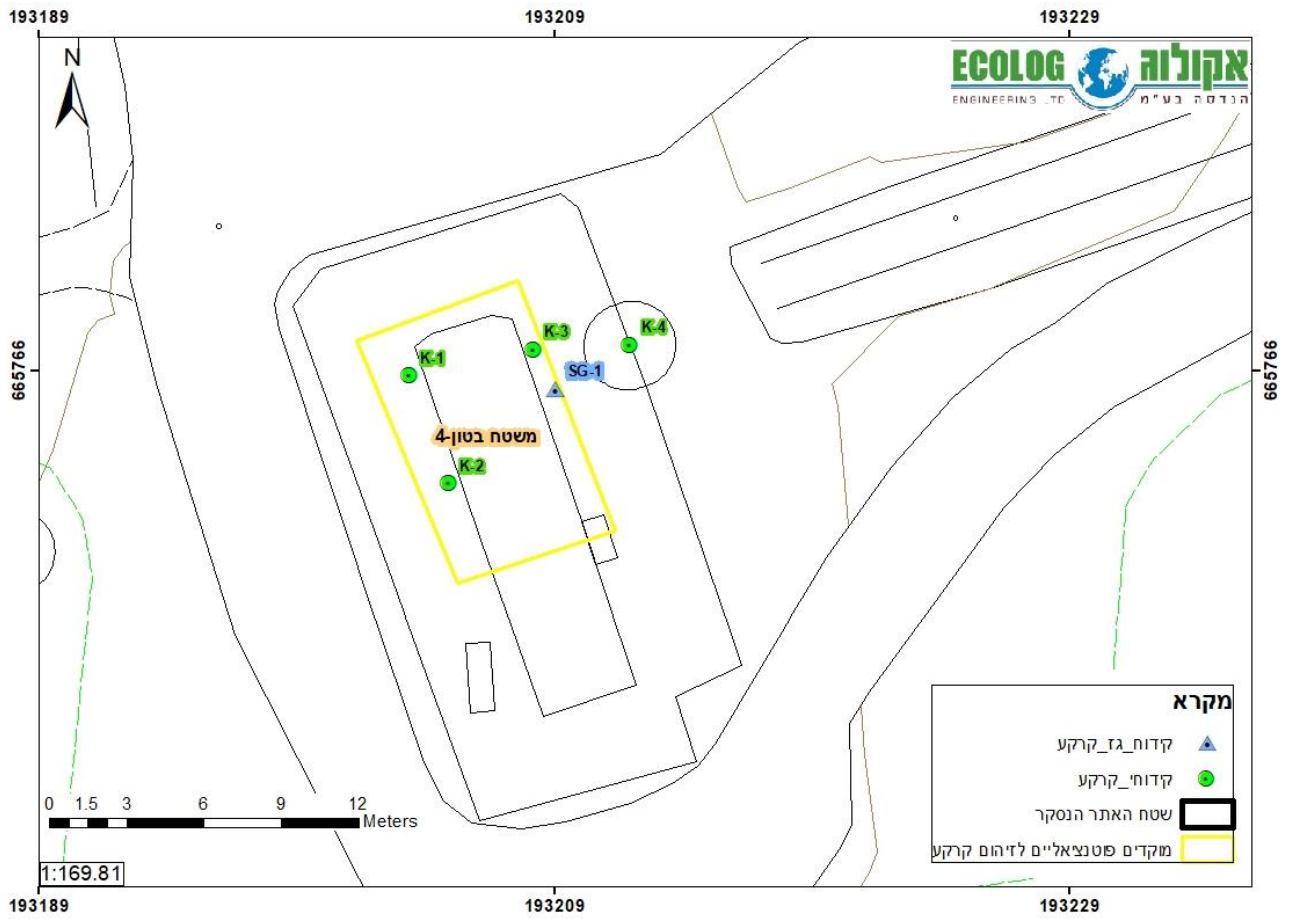 193189 193209 193229
N
ECOLOG אקולוג
ENGINEERING LTD הנדסה בע"מ
665766 665766
K-3 K-4
K-1 SG-1
משטח בטון-4
K-2
מקרא
קידוח_גז_קרקע
קידוחי_קרקע
שטח האתר הנסקר
מוקדים פוטנציאליים לזיהום קרקע
0 1.5 3 6 9 12
Meters
1:169.81
193189 193209 193229